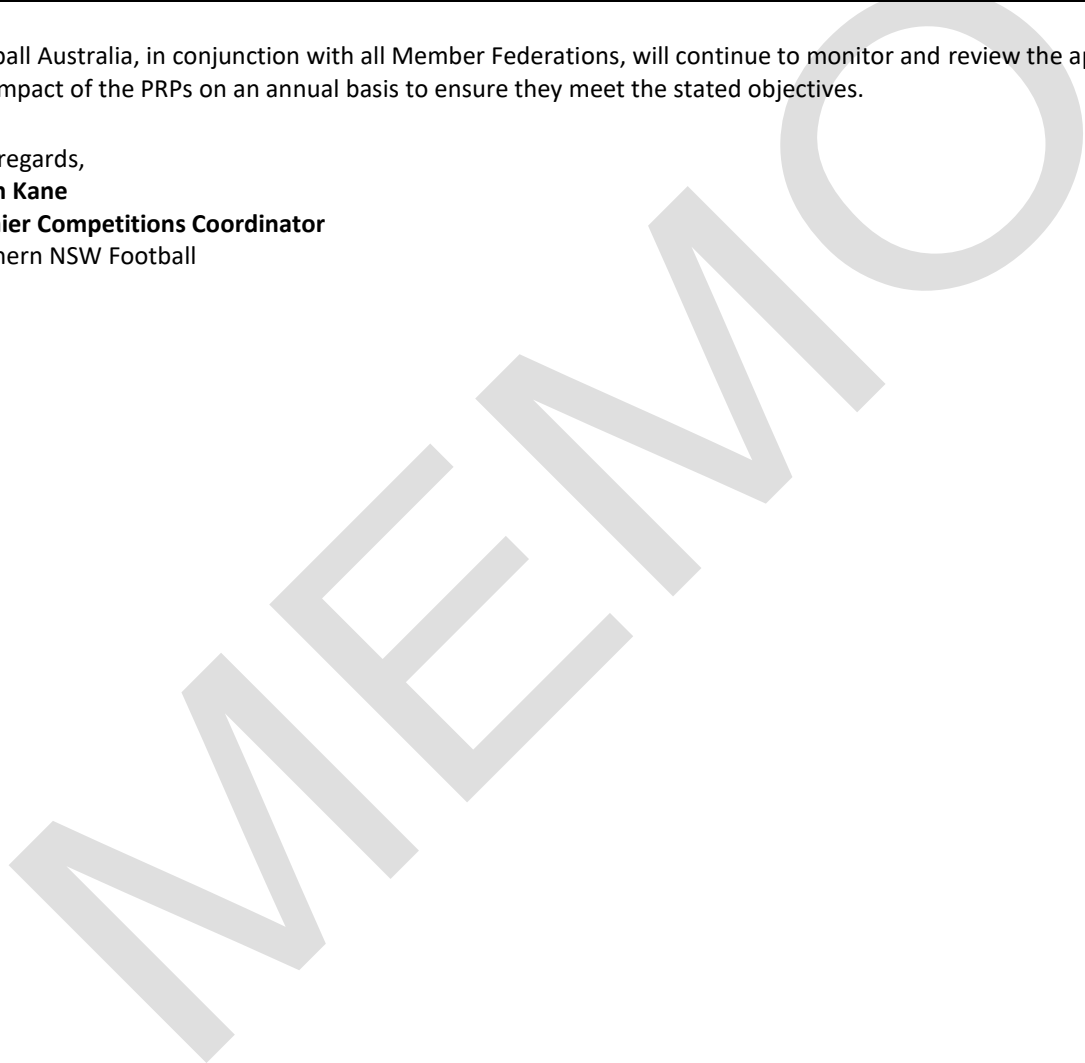 ball Australia, in conjunction with all Member Federations, will continue to monitor and review the ap
mpact of the PRPs on an annual basis to ensure they meet the stated objectives.
regards,
n Kane
ier Competitions Coordinator
hern NSW Football
MEMO